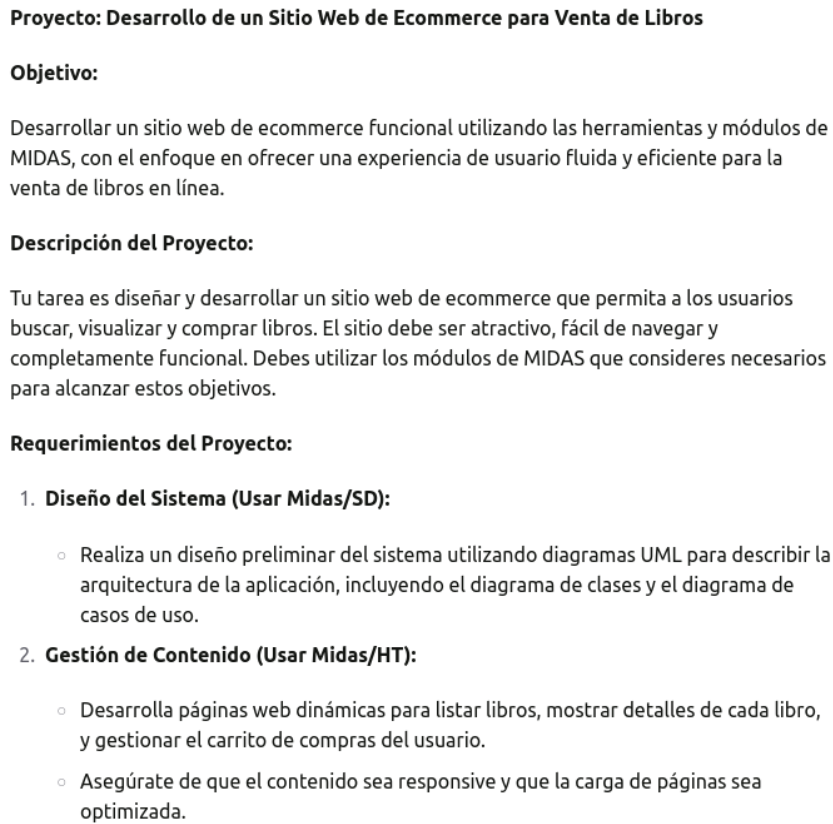 Proyecto: Desarrollo de un Sitio Web de Ecommerce para Venta de Libros
Objetivo:
Desarrollar un sitio web de ecommerce funcional utilizando las herramientas y módulos de
MIDAS, con el enfoque en ofrecer una experiencia de usuario fluida y eficiente para la
venta de libros en línea.
Descripción del Proyecto:
Tu tarea es diseñar y desarrollar un sitio web de ecommerce que permita a los usuarios
buscar, visualizar y comprar libros. El sitio debe ser atractivo, fácil de navegar y
completamente funcional. Debes utilizar los módulos de MIDAS que consideres necesarios
para alcanzar estos objetivos.
Requerimientos del Proyecto:
1. Diseño del Sistema (Usar Midas/SD):
◦ Realiza un diseño preliminar del sistema utilizando diagramas UML para describir la
arquitectura de la aplicación, incluyendo el diagrama de clases y el diagrama de
casos de uso.
2. Gestión de Contenido (Usar Midas/HT):
◦ Desarrolla páginas web dinámicas para listar libros, mostrar detalles de cada libro,
y gestionar el carrito de compras del usuario.
◦ Asegúrate de que el contenido sea responsive y que la carga de páginas sea
optimizada.